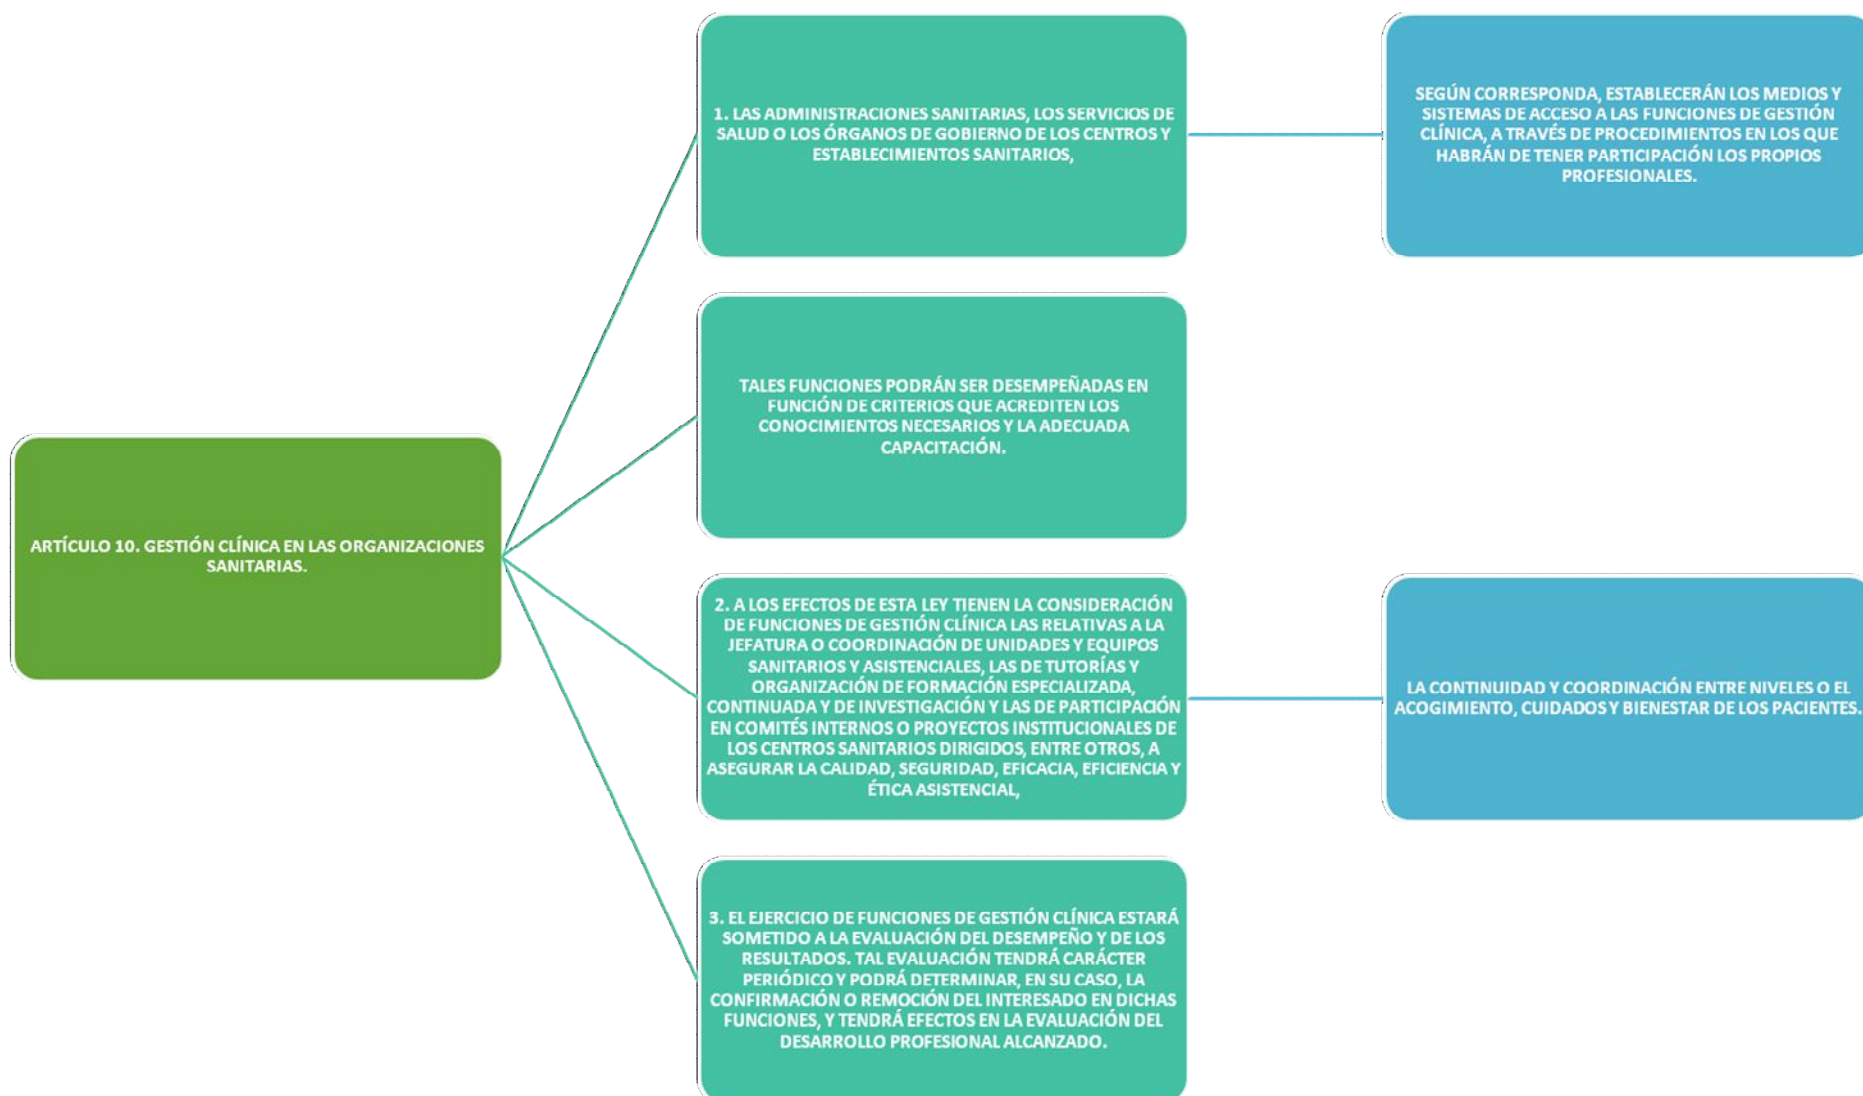 ARTÍCULO 10. GESTIÓN CLÍNICA EN LAS ORGANIZACIONES
SANITARIAS.
1. LAS ADMINISTRACIONES SANITARIAS, LOS SERVICIOS DE
SALUD O LOS ÓRGANOS DE GOBIERNO DE LOS CENTROS Y
ESTABLECIMIENTOS SANITARIOS,
SEGÚN CORRESPONDA, ESTABLECERÁN LOS MEDIOS Y
SISTEMAS DE ACCESO A LAS FUNCIONES DE GESTIÓN
CLÍNICA, A TRAVÉS DE PROCEDIMIENTOS EN LOS QUE
HABRÁN DE TENER PARTICIPACIÓN LOS PROPIOS
PROFESIONALES.
TALES FUNCIONES PODRÁN SER DESEMPEÑADAS EN
FUNCIÓN DE CRITERIOS QUE ACREDITEN LOS
CONOCIMIENTOS NECESARIOS Y LA ADECUADA
CAPACITACIÓN.
2. A LOS EFECTOS DE ESTA LEY TIENEN LA CONSIDERACIÓN
DE FUNCIONES DE GESTIÓN CLÍNICA LAS RELATIVAS A LA
JEFATURA O COORDINACIÓN DE UNIDADES Y EQUIPOS
SANITARIOS Y ASISTENCIALES, LAS DE TUTORÍAS Y
ORGANIZACIÓN DE FORMACIÓN ESPECIALIZADA,
CONTINUADA Y DE INVESTIGACIÓN Y LAS DE PARTICIPACIÓN
EN COMITÉS INTERNOS O PROYECTOS INSTITUCIONALES DE
LOS CENTROS SANITARIOS DIRIGIDOS, ENTRE OTROS, A
ASEGURAR LA CALIDAD, SEGURIDAD, EFICACIA, EFICIENCIA Y
ÉTICA ASISTENCIAL,
LA CONTINUIDAD Y COORDINACIÓN ENTRE NIVELES O EL
ACOGIMIENTO, CUIDADOS Y BIENESTAR DE LOS PACIENTES.
3. EL EJERCICIO DE FUNCIONES DE GESTIÓN CLÍNICA ESTARÁ
SOMETIDO A LA EVALUACIÓN DEL DESEMPEÑO Y DE LOS
RESULTADOS. TAL EVALUACIÓN TENDRÁ CARÁCTER
PERIÓDICO Y PODRÁ DETERMINAR, EN SU CASO, LA
CONFIRMACIÓN O REMOCIÓN DEL INTERESADO EN DICHAS
FUNCIONES, Y TENDRÁ EFECTOS EN LA EVALUACIÓN DEL
DESARROLLO PROFESIONAL ALCANZADO.